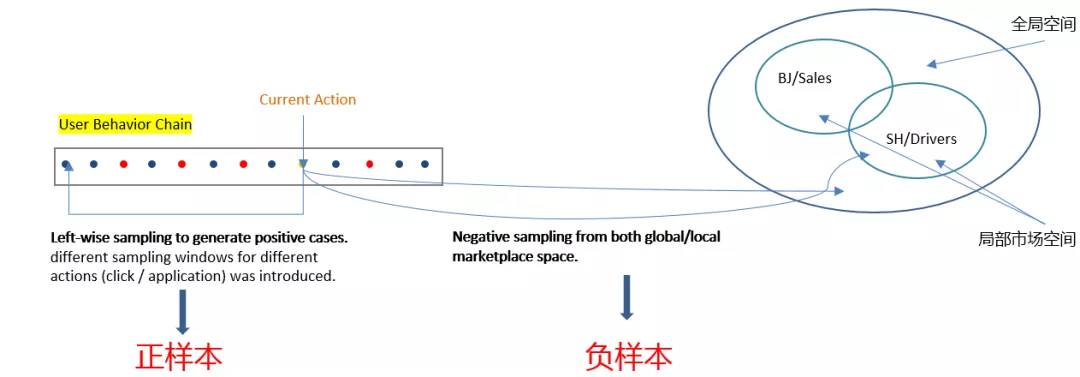 全局空间
BJ/Sales
Current Action
User Behavior Chain
SH/Drivers
Left-wise sampling to generate positive cases.
different sampling windows for different
actions (click / application) was introduced.
Negative sampling from both global/local
marketplace space.
局部市场空间
正样本
负样本